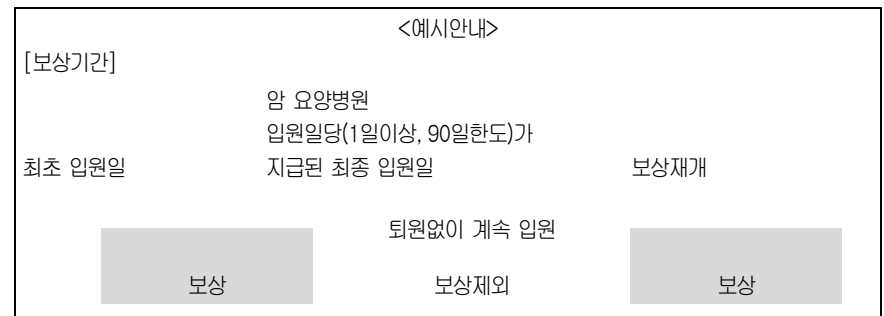 <예시안내>
[보상기간]
암 요양병원
입원일당(1일이상, 90일한도)가
최초 입원일 지급된 최종 입원일 보상재개
퇴원없이 계속 입원
보상 보상제외 보상